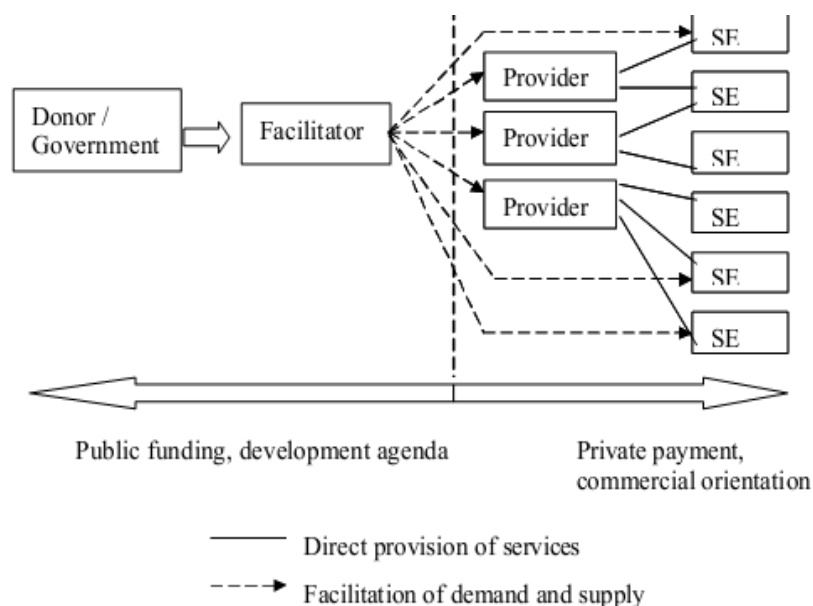 SE
Provider
SE
Donor /
Government
Facilitator
Provider
SE
Provider
SE
SE
SE
Public funding, development agenda
Private payment,
commercial orientation
Direct provision of services
Facilitation of demand and supply